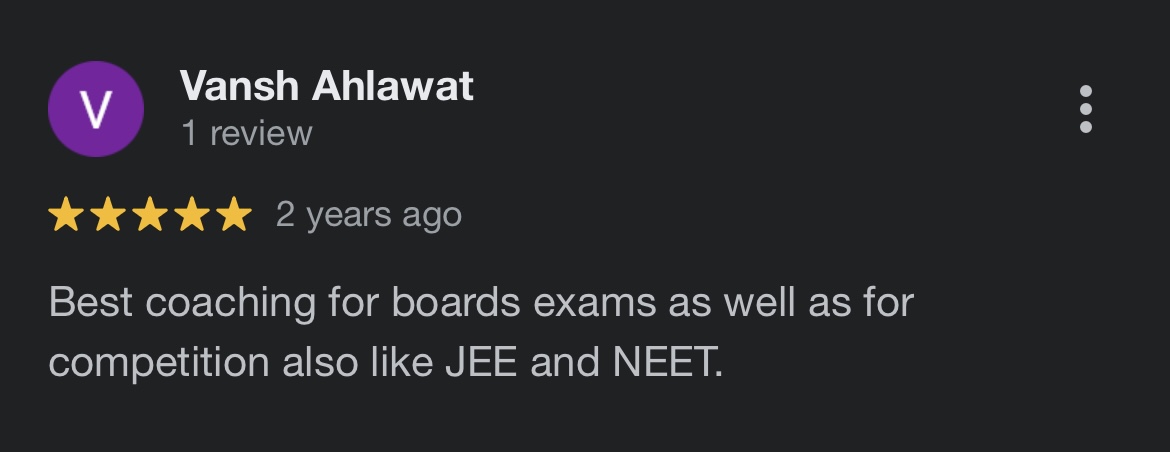 V
Vansh Ahlawat
1 review
2 years ago
Best coaching for boards exams as well as for
competition also like JEE and NEET.